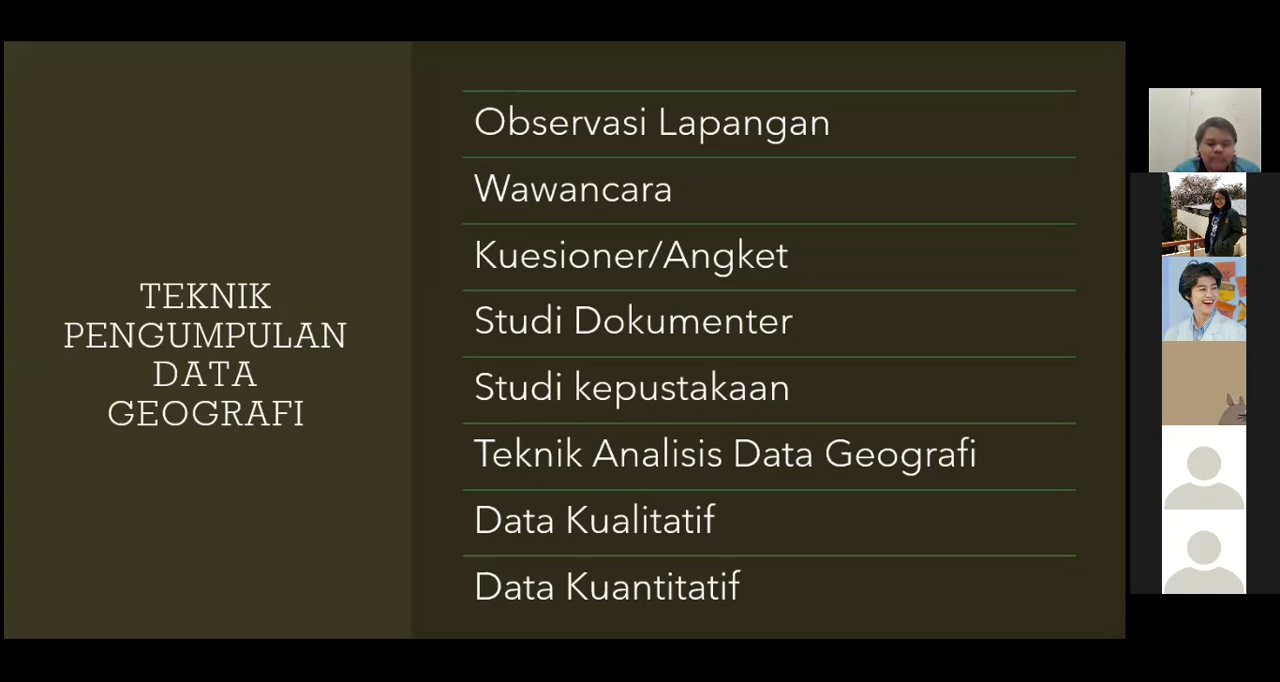 TEKNIK
PENGUMPULAN
DATA
GEOGRAFI
Observasi Lapangan
Wawancara
Kuesioner/Angket
Studi Dokumenter
Studi kepustakaan
Teknik Analisis Data Geografi
Data Kualitatif
Data Kuantitatif